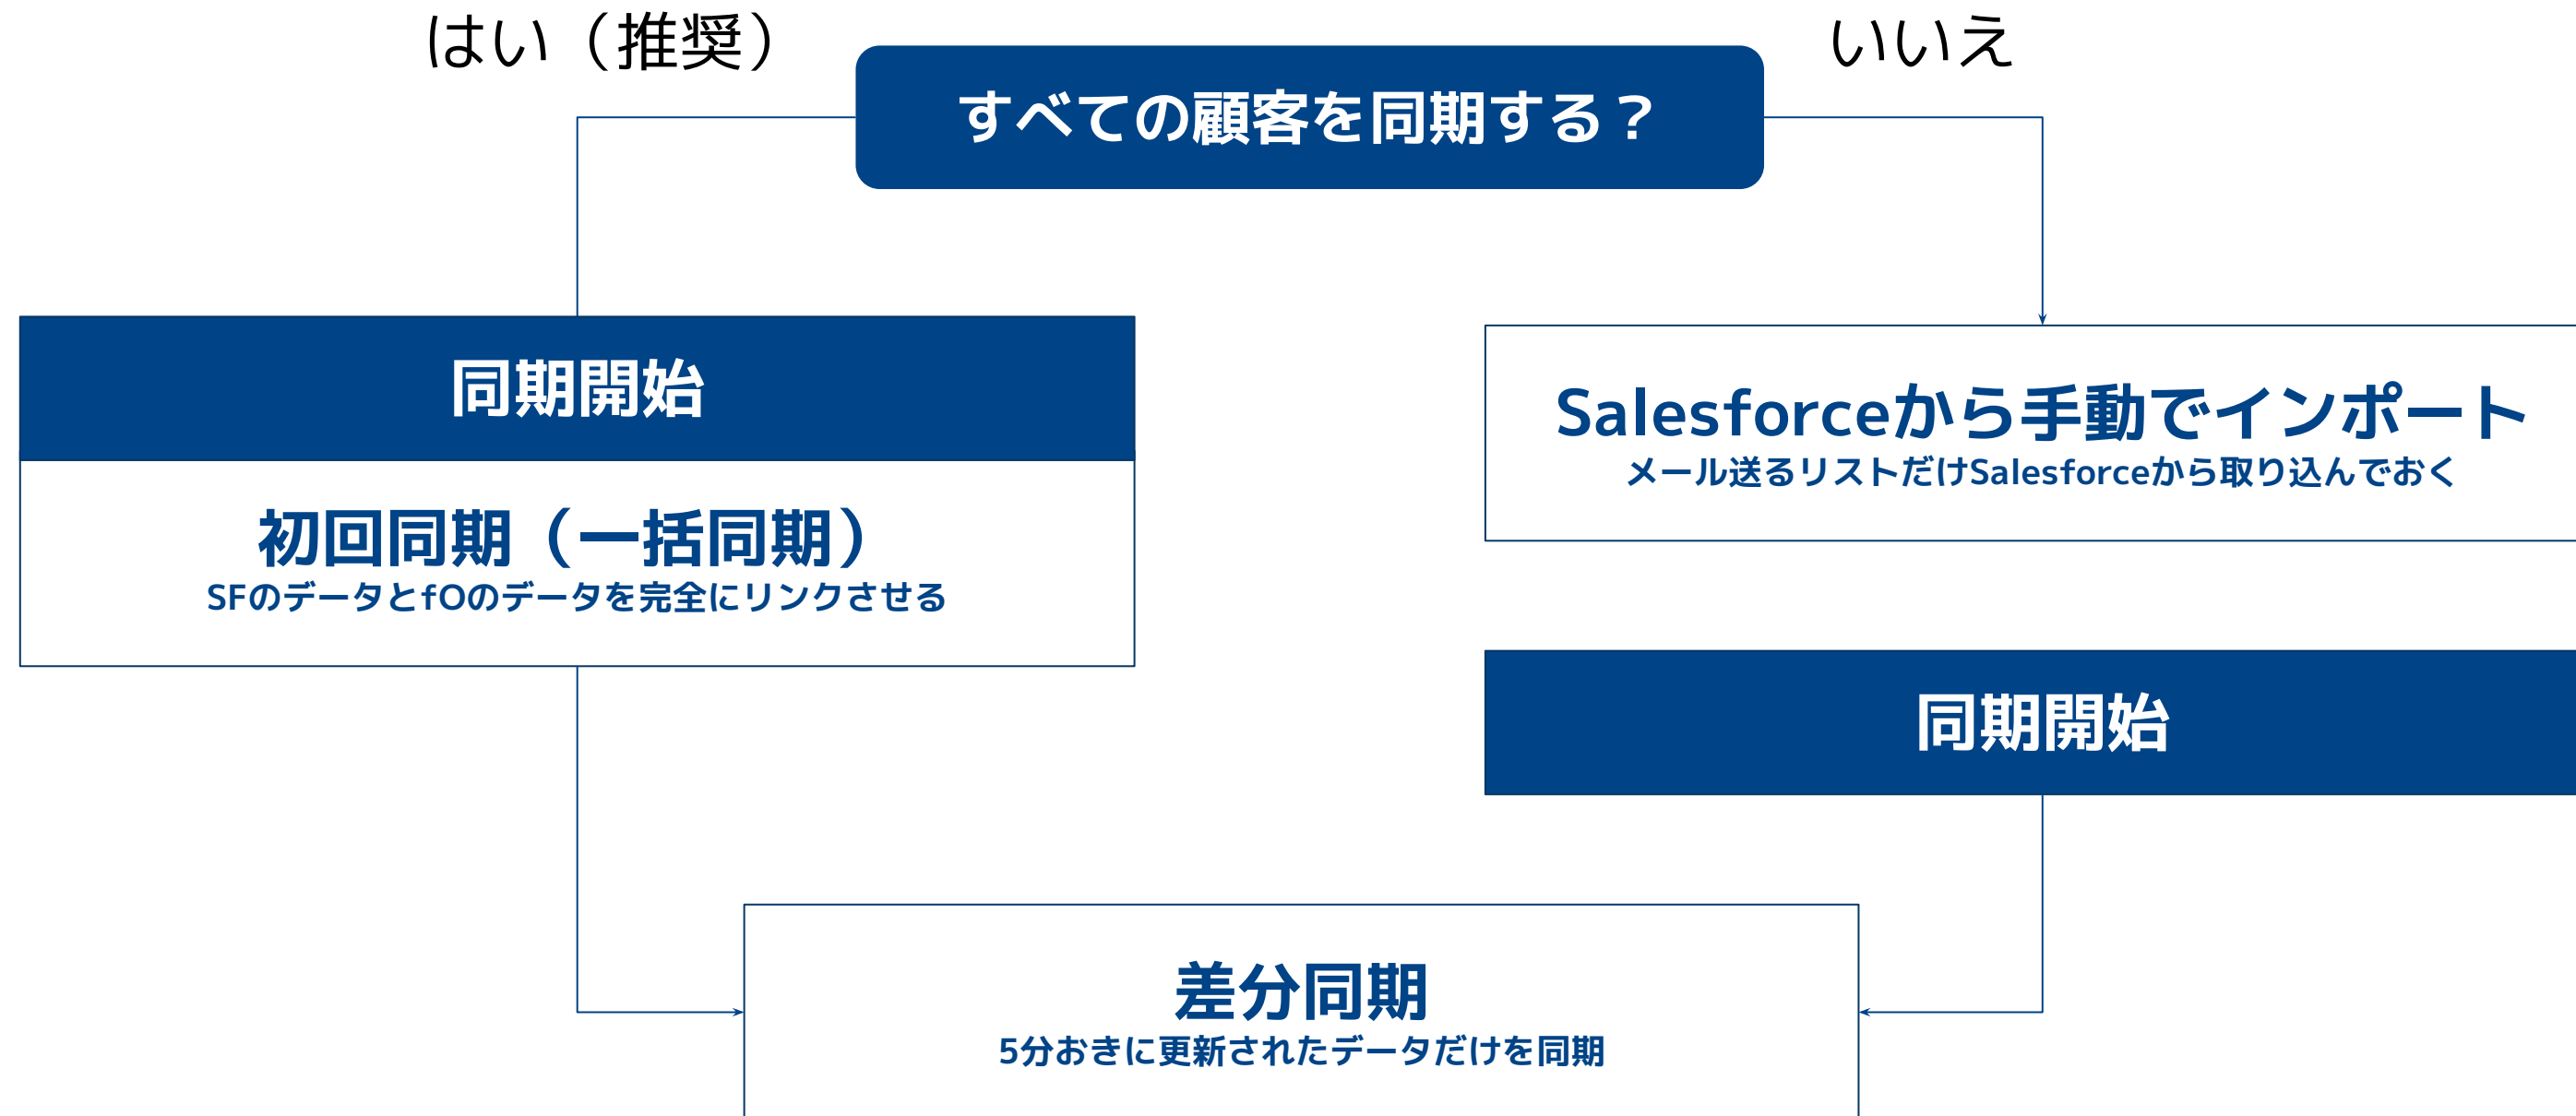 はい（推奨）
いいえ
すべての顧客を同期する？
同期開始
初回同期（一括同期）
SFのデータとfOのデータを完全にリンクさせる
Salesforceから手動でインポート
メール送るリストだけSalesforceから取り込んでおく
同期開始
差分同期
5分おきに更新されたデータだけを同期